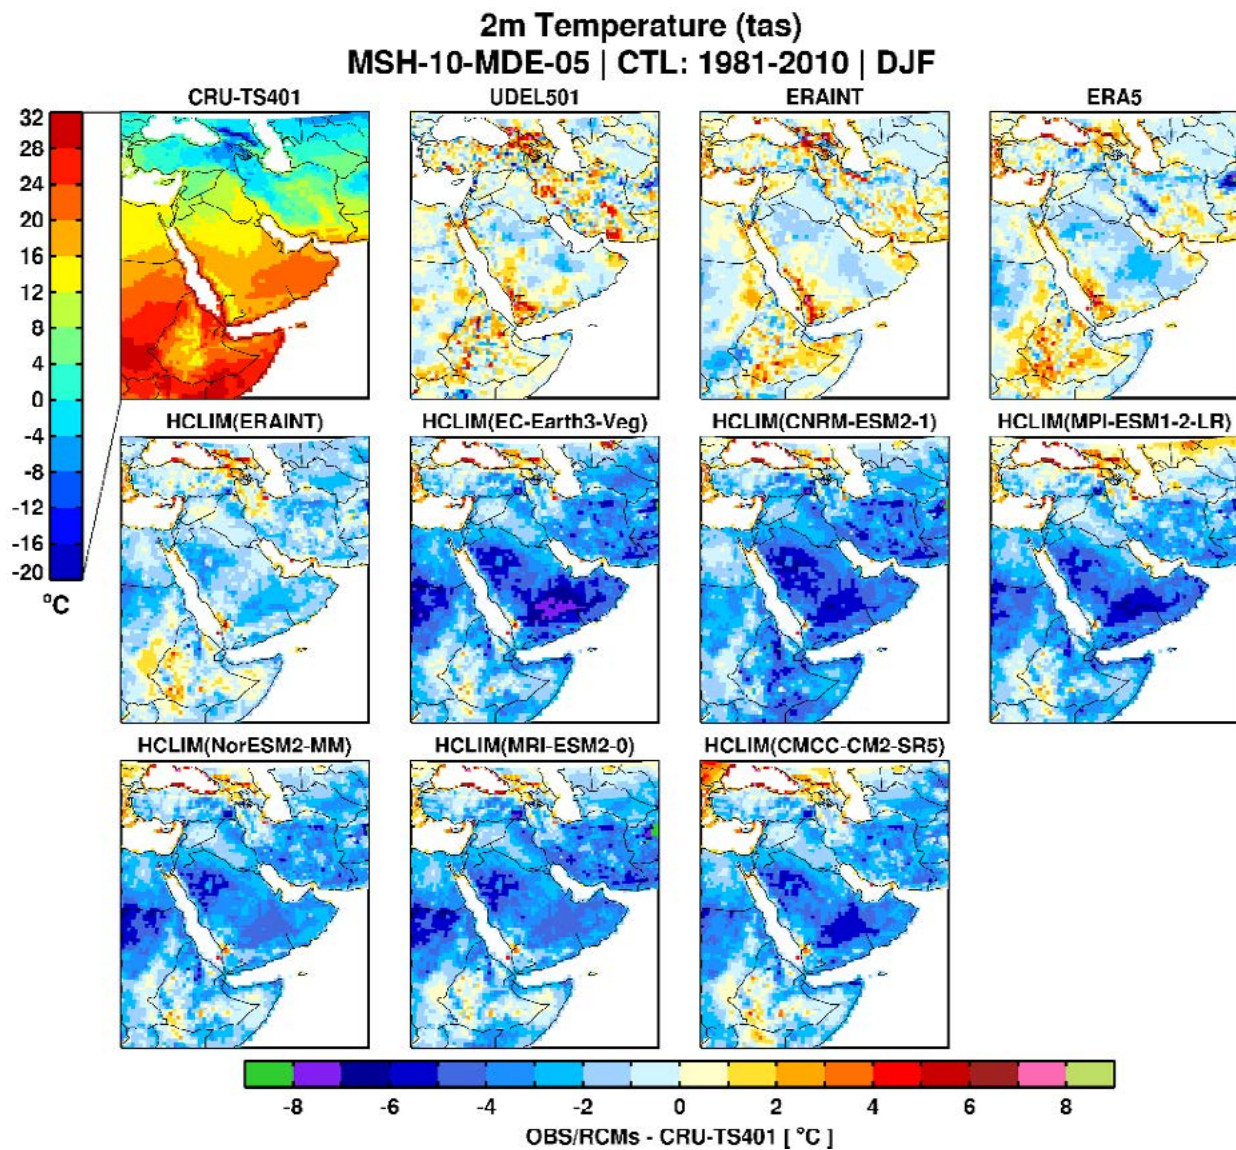 2m Temperature (tas)
MSH-10-MDE-05 | CTL: 1981-2010 | DJF
CRU-TS401 UDEL501 ERAINT ERA5
32
28
24
20
16
12
8
4
0
-4
-8
-12
-16
-20
°C
HCLIM(ERAINT) HCLIM(EC-Earth3-Veg) HCLIM(CNRM-ESM2-1) HCLIM(MPI-ESM1-2-LR)
HCLIM(NorESM2-MM) HCLIM(MRI-ESM2-0) HCLIM(CMCC-CM2-SR5)
-8 -6 -4 -2 0 2 4 6 8
OBS/RCMs - CRU-TS401 [ °C ]